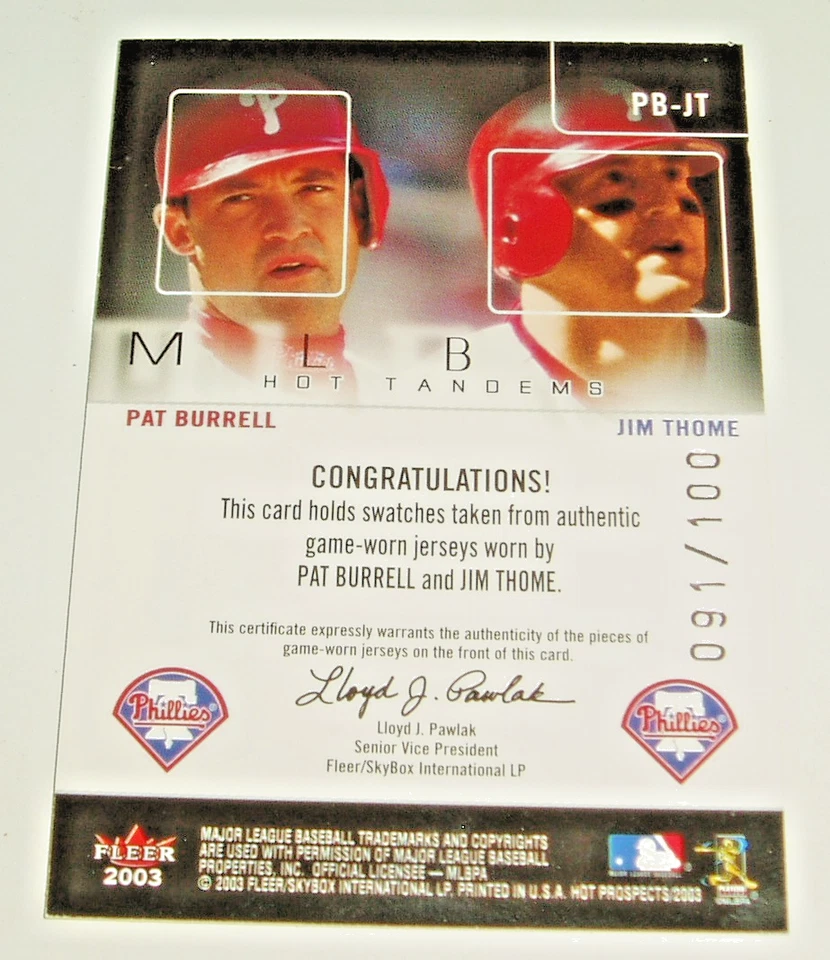 P
PB-JT
MLB
HOT TANDEMS
PAT BURRELL
JIM THOME
CONGRATULATIONS!
This card holds swatches taken from authentic
game-worn jerseys worn by
PAT BURRELL and JIM THOME.
091/100
This certificate expressly warrants the authenticity of the pieces of
game-worn jerseys on the front of this card.
Lloyd J. Pawlak
Lloyd J. Pawlak
Senior Vice President
Fleer/SkyBox International LP
Phillies
Phillies
FLEER
2003
MAJOR LEAGUE BASEBALL TRADEMARKS AND COPYRIGHTS
ARE USED WITH PERMISSION OF MAJOR LEAGUE BASEBALL
PROPERTIES, INC. OFFICIAL LICENSEE — MLBPA
© 2003 FLEER/SKYBOX INTERNATIONAL LP, PRINTED IN U.S.A. HOT PROSPECTS 2003
MAJOR LEAGUE BASEBALL